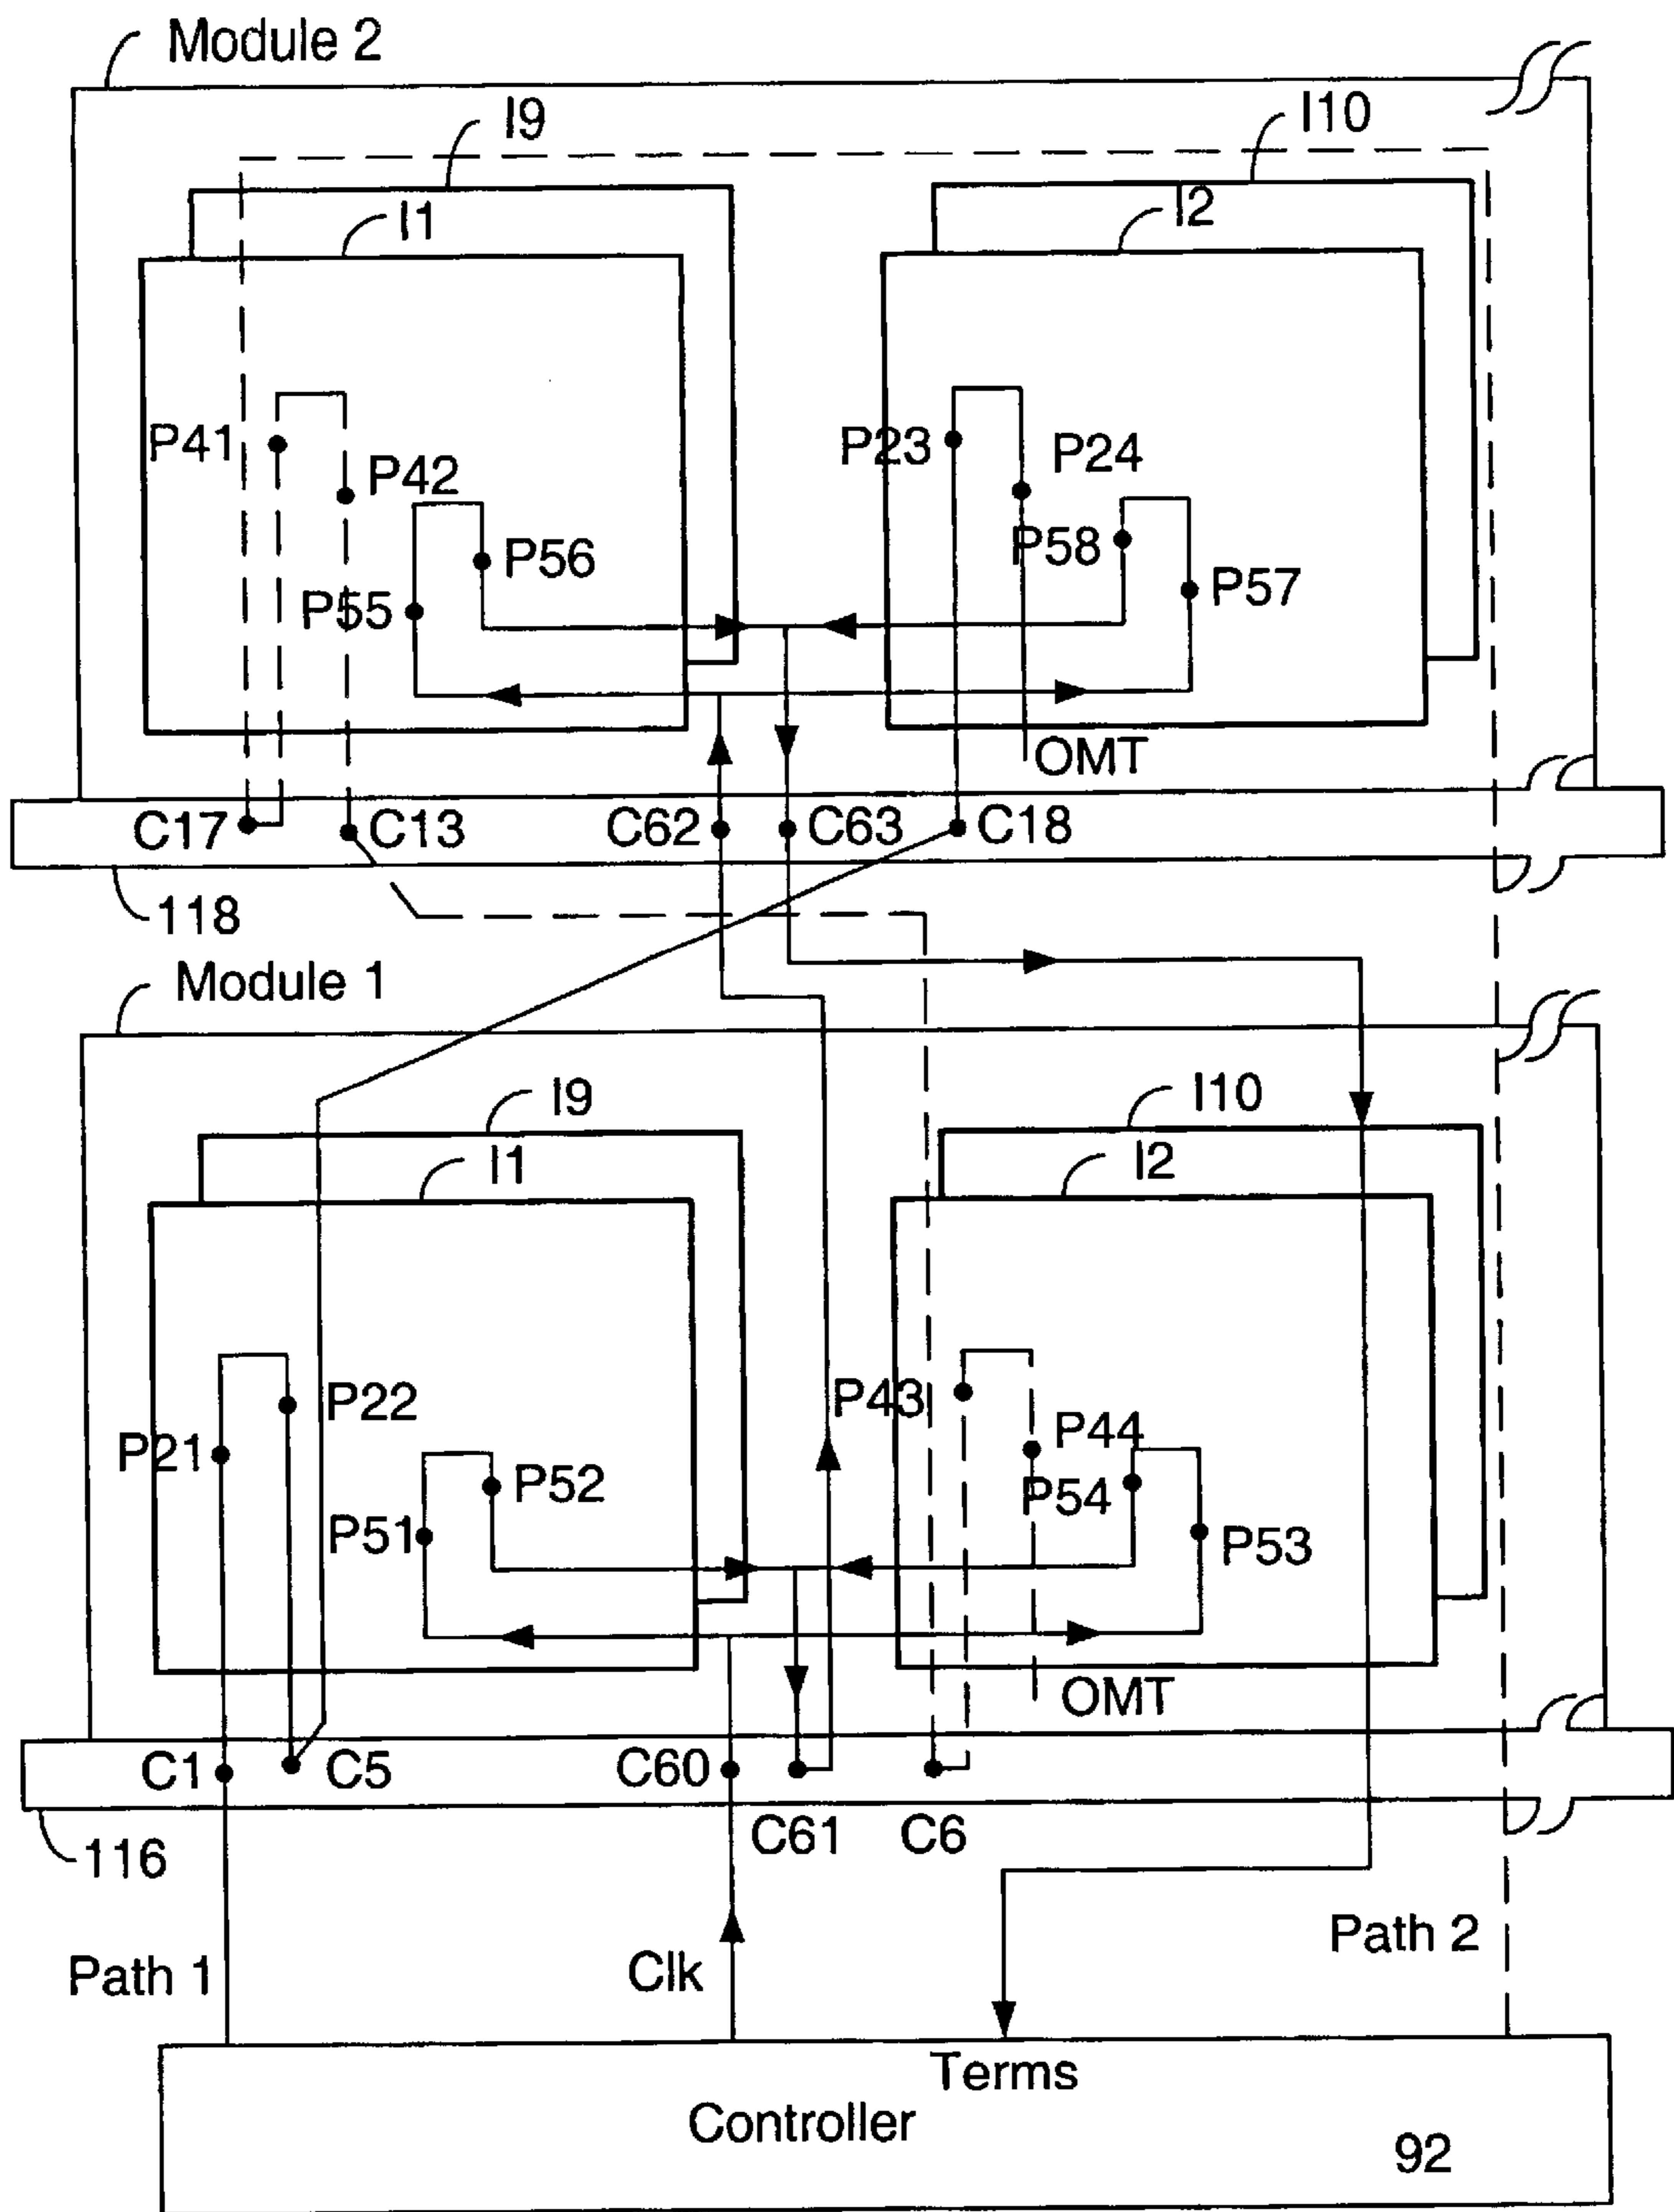 Module 2
I9
I10
I1
I2
P41
P42
P23
P24
P56
P58
P55
P57
OMT
C17
C13
C62
C63
C18
118
Module 1
I9
I10
I1
I2
P43
P22
P44
P21
P52
P54
P51
P53
OMT
C1
C5
C60
C61
C6
116
Path 2
Path 1
Clk
Terms
Controller
92